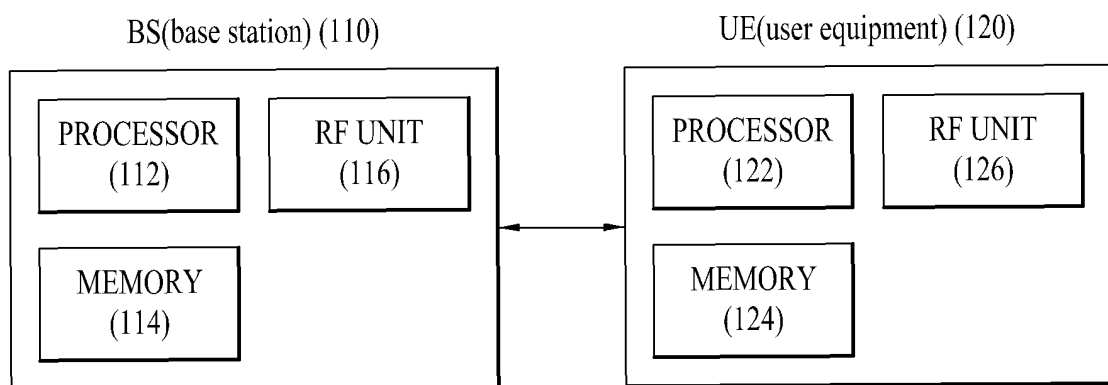 BS(base station) (110)
PROCESSOR
(112)
RF UNIT
(116)
MEMORY
(114)
UE(user equipment) (120)
PROCESSOR
(122)
RF UNIT
(126)
MEMORY
(124)